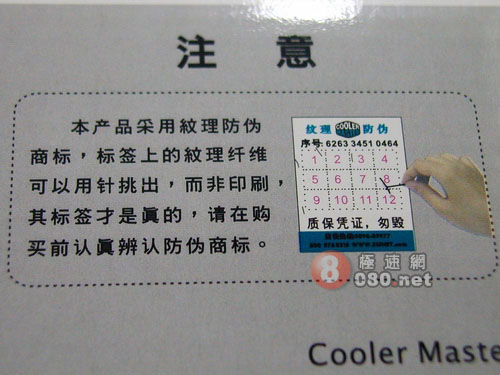 注 意
本产品采用紋理防伪
商标，标签上的紋理纤维
可以用针挑出，而非印刷，
其标签才是眞的，请在购
买前认眞辨认防伪商标。
紋理 COOLER 防伪
序号: 6263 3451 0464
1 2 3 4
5 6 7 8
9 10 11 12
质保凭证，勿毁
8 極速網
080.net
Cooler Maste